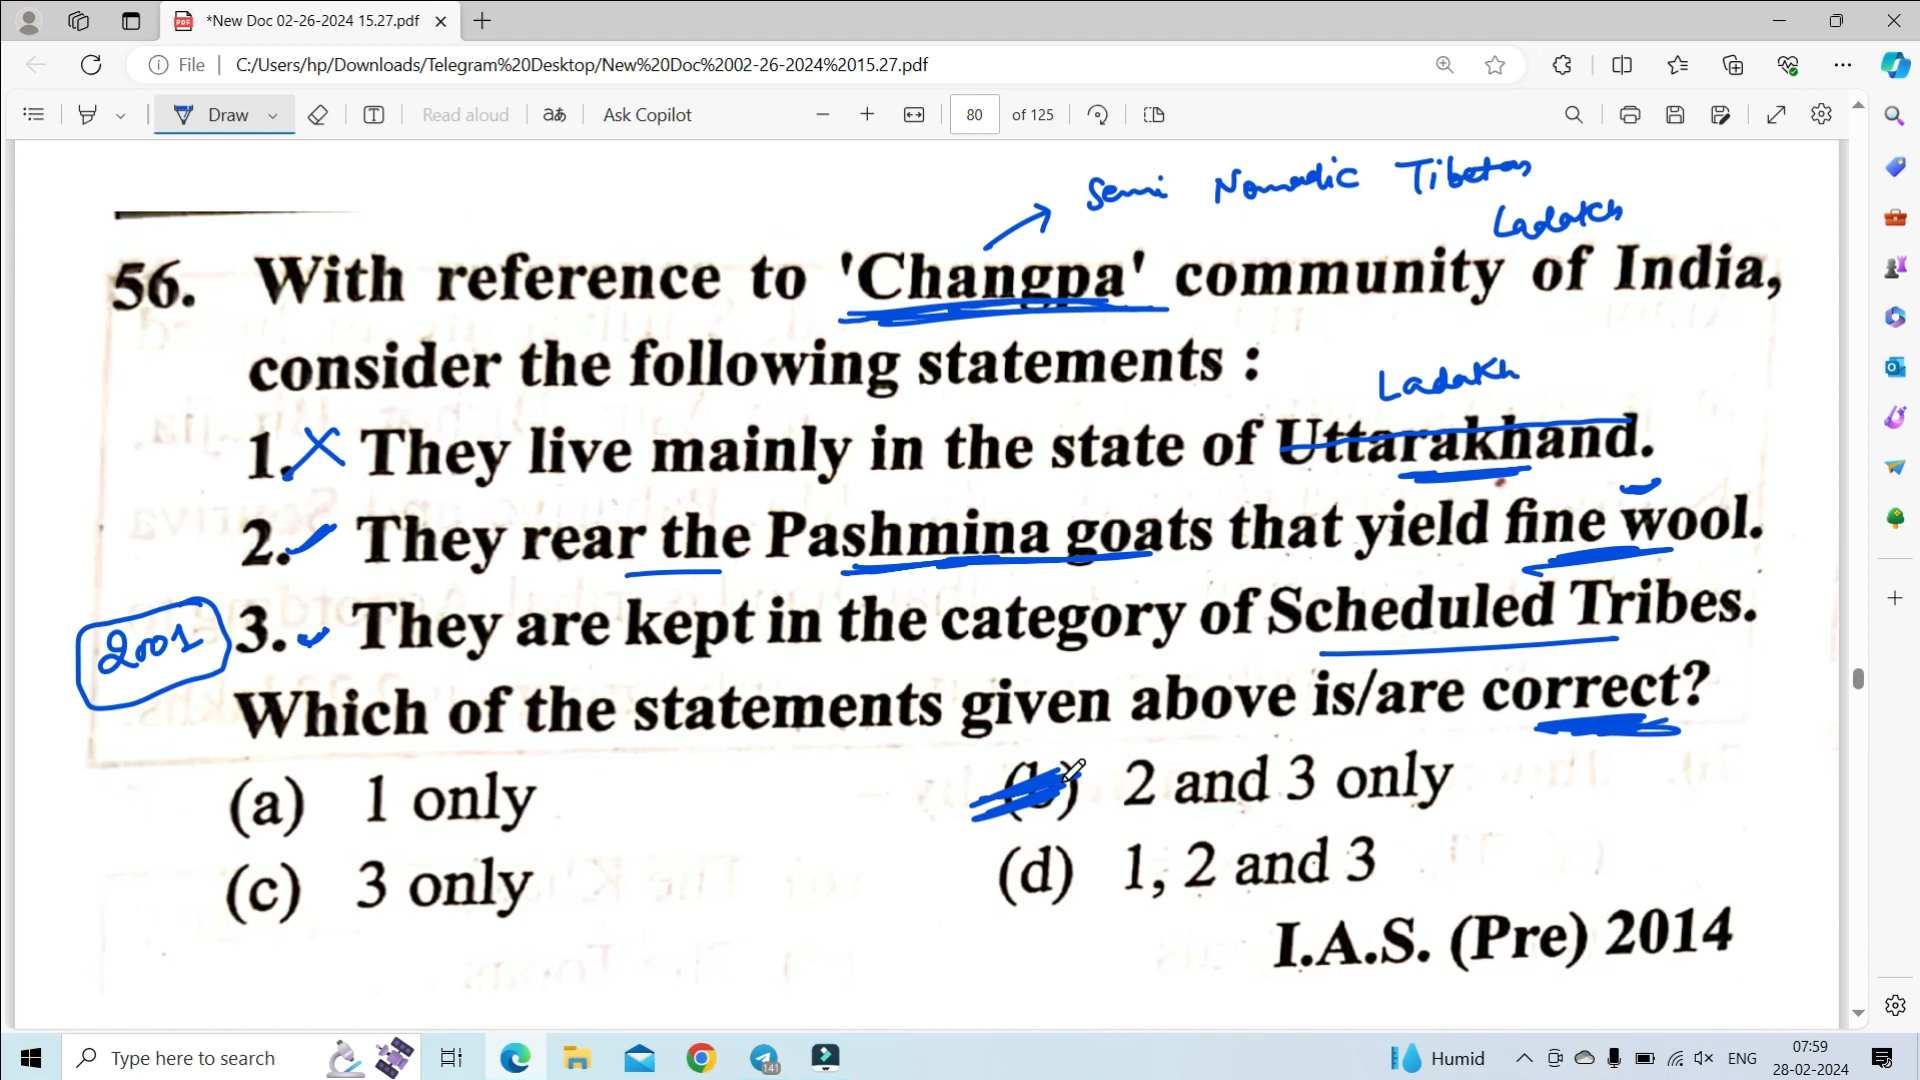 *New Doc 02-26-2024 15.27.pdf
File
C:/Users/hp/Downloads/Telegram%20Desktop/New%20Doc%2002-26-2024%2015.27.pdf
Draw
Read aloud
aあ
Ask Copilot
80 of 125
Semi Nomadic Tibetan
Ladakh
56. With reference to 'Changpa' community of India,
consider the following statements :
Ladakh
1. They live mainly in the state of Uttarakhand.
2. They rear the Pashmina goats that yield fine wool.
2001
3. They are kept in the category of Scheduled Tribes.
Which of the statements given above is/are correct?
(a) 1 only
(b) 2 and 3 only
(c) 3 only
(d) 1, 2 and 3
I.A.S. (Pre) 2014
Type here to search
141
Humid
ENG
07:59
28-02-2024